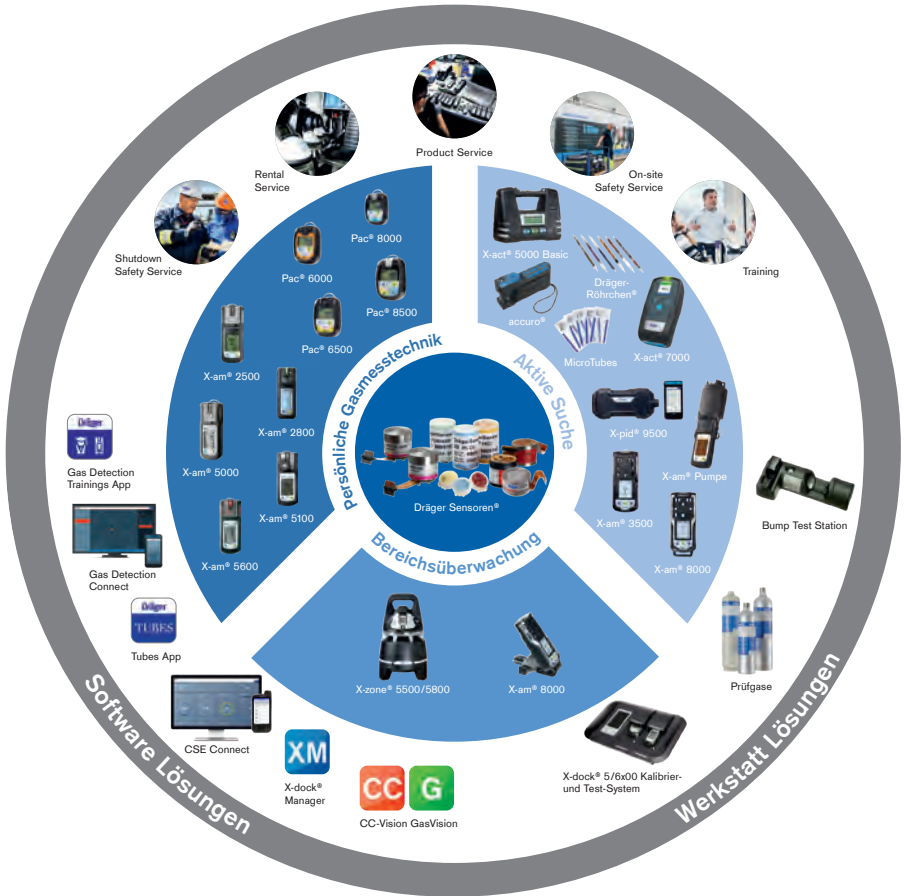 Product Service
Rental
Service
On-site
Safety Service
Shutdown
Safety Service
Training
Persönliche Gasmesstechnik
Pac® 8000
Pac® 6000
Pac® 8500
Pac® 6500
X-am® 2500
X-am® 2800
X-am® 5000
X-am® 5100
X-am® 5600
Aktive Suche
X-act® 5000 Basic
Dräger-
Röhrchen®
accuro®
MicroTubes
X-act® 7000
X-pid® 9500
X-am® Pumpe
X-am® 3500
X-am® 8000
Dräger Sensoren®
Bereichsüberwachung
X-zone® 5500/5800
X-am® 8000
Software Lösungen
Dräger
Gas Detection
Trainings App
Gas Detection
Connect
Dräger
TUBES
Tubes App
CSE Connect
XM
X-dock®
Manager
CC
G
CC-Vision GasVision
Werkstatt Lösungen
Bump Test Station
Prüfgase
X-dock® 5/6x00 Kalibrier-
und Test-System